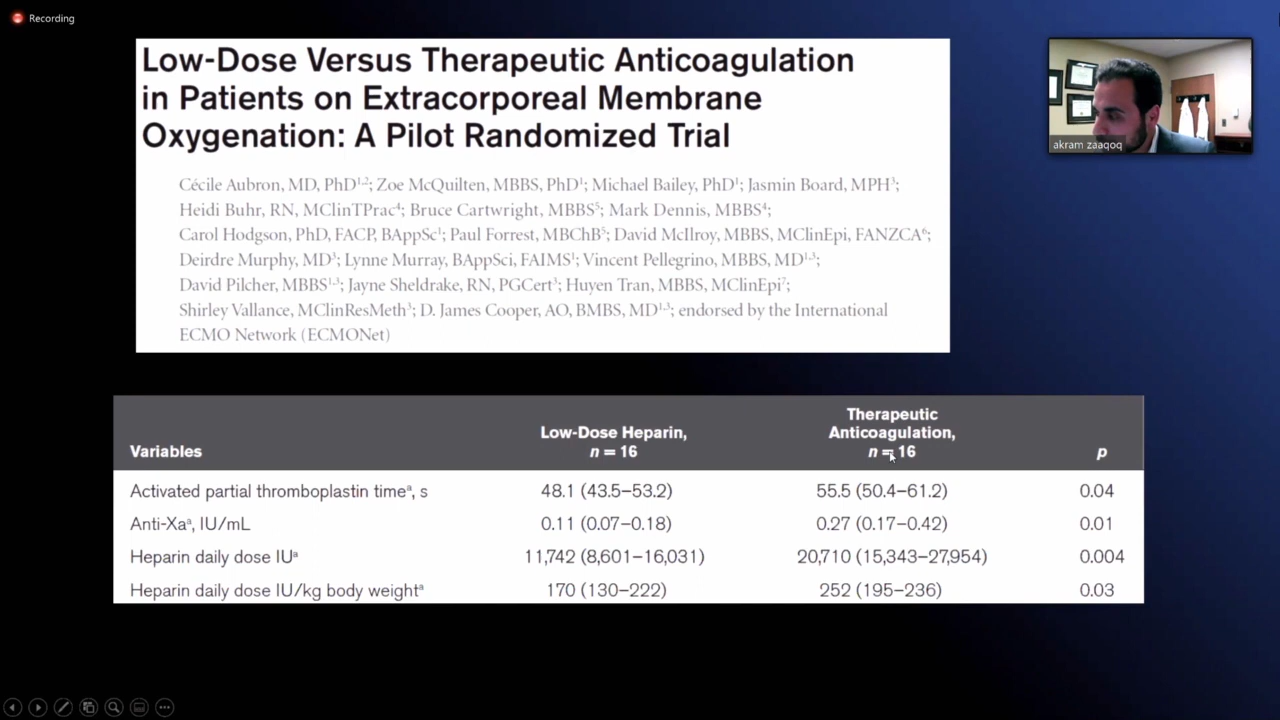 Recording
Low-Dose Versus Therapeutic Anticoagulation
in Patients on Extracorporeal Membrane
Oxygenation: A Pilot Randomized Trial
Cécile Aubron, MD, PhD1,2; Zoe McQuilten, MBBS, PhD1; Michael Bailey, PhD1; Jasmin Board, MPH3;
Heidi Buhr, RN, MClinTPrac4; Bruce Cartwright, MBBS5; Mark Dennis, MBBS4;
Carol Hodgson, PhD, FACP, BAppSc1; Paul Forrest, MBChB5; David McIlroy, MBBS, MClinEpi, FANZCA6;
Deirdre Murphy, MD3; Lynne Murray, BAppSci, FAIMS1; Vincent Pellegrino, MBBS, MD1,3;
David Pilcher, MBBS1,3; Jayne Sheldrake, RN, PGCert3; Huyen Tran, MBBS, MClinEpi7;
Shirley Vallance, MClinResMeth3; D. James Cooper, AO, BMBS, MD1,3; endorsed by the International
ECMO Network (ECMONet)
akram zaaqoq
Variables Low-Dose Heparin, n = 16 Therapeutic Anticoagulation, n = 16 p
Activated partial thromboplastin timea, s 48.1 (43.5–53.2) 55.5 (50.4–61.2) 0.04
Anti-Xaa, IU/mL 0.11 (0.07–0.18) 0.27 (0.17–0.42) 0.01
Heparin daily dose IUa 11,742 (8,601–16,031) 20,710 (15,343–27,954) 0.004
Heparin daily dose IU/kg body weighta 170 (130–222) 252 (195–236) 0.03